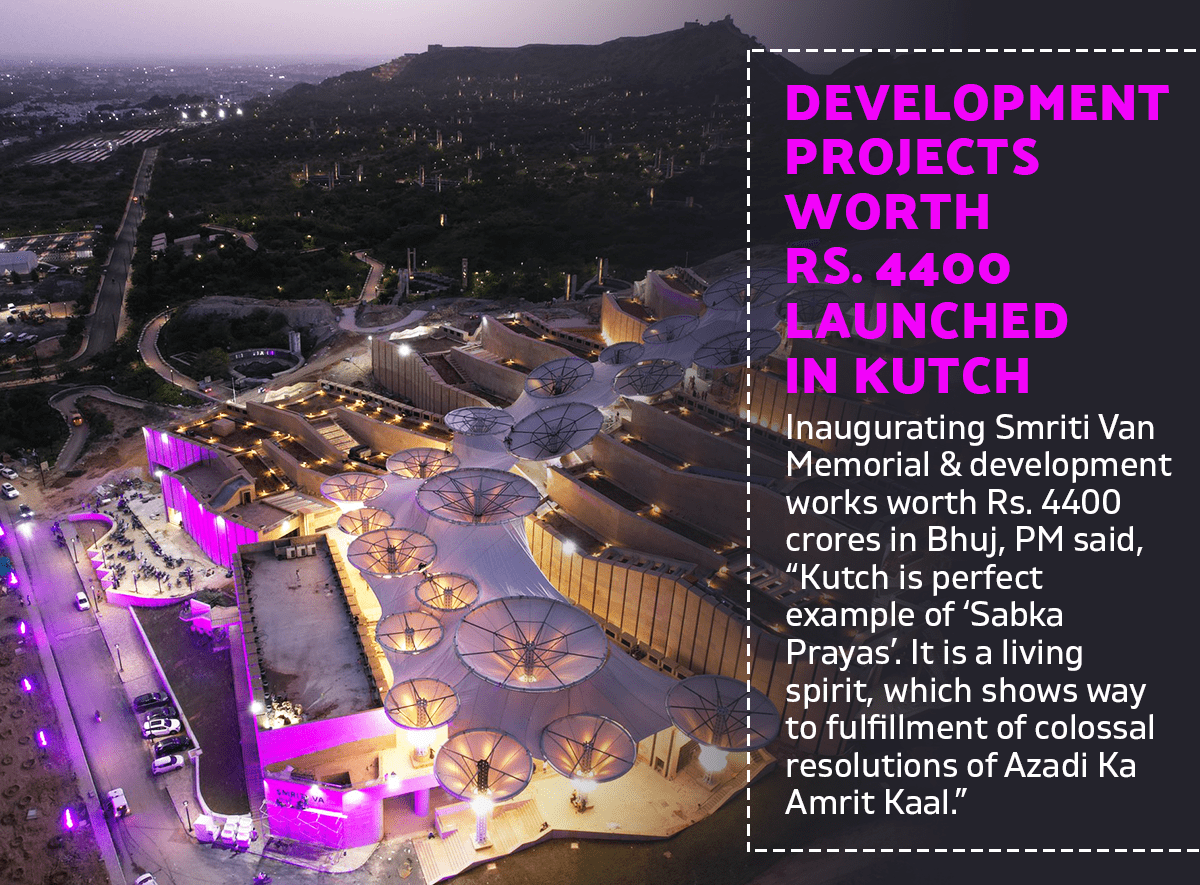 DEVELOPMENT
PROJECTS
WORTH
RS. 4400
LAUNCHED
IN KUTCH
Inaugurating Smriti Van
Memorial & development
works worth Rs. 4400
crores in Bhuj, PM said,
“Kutch is perfect
example of ‘Sabka
Prayas’. It is a living
spirit, which shows way
to fulfillment of colossal
resolutions of Azadi Ka
Amrit Kaal.”
SMRITI VA